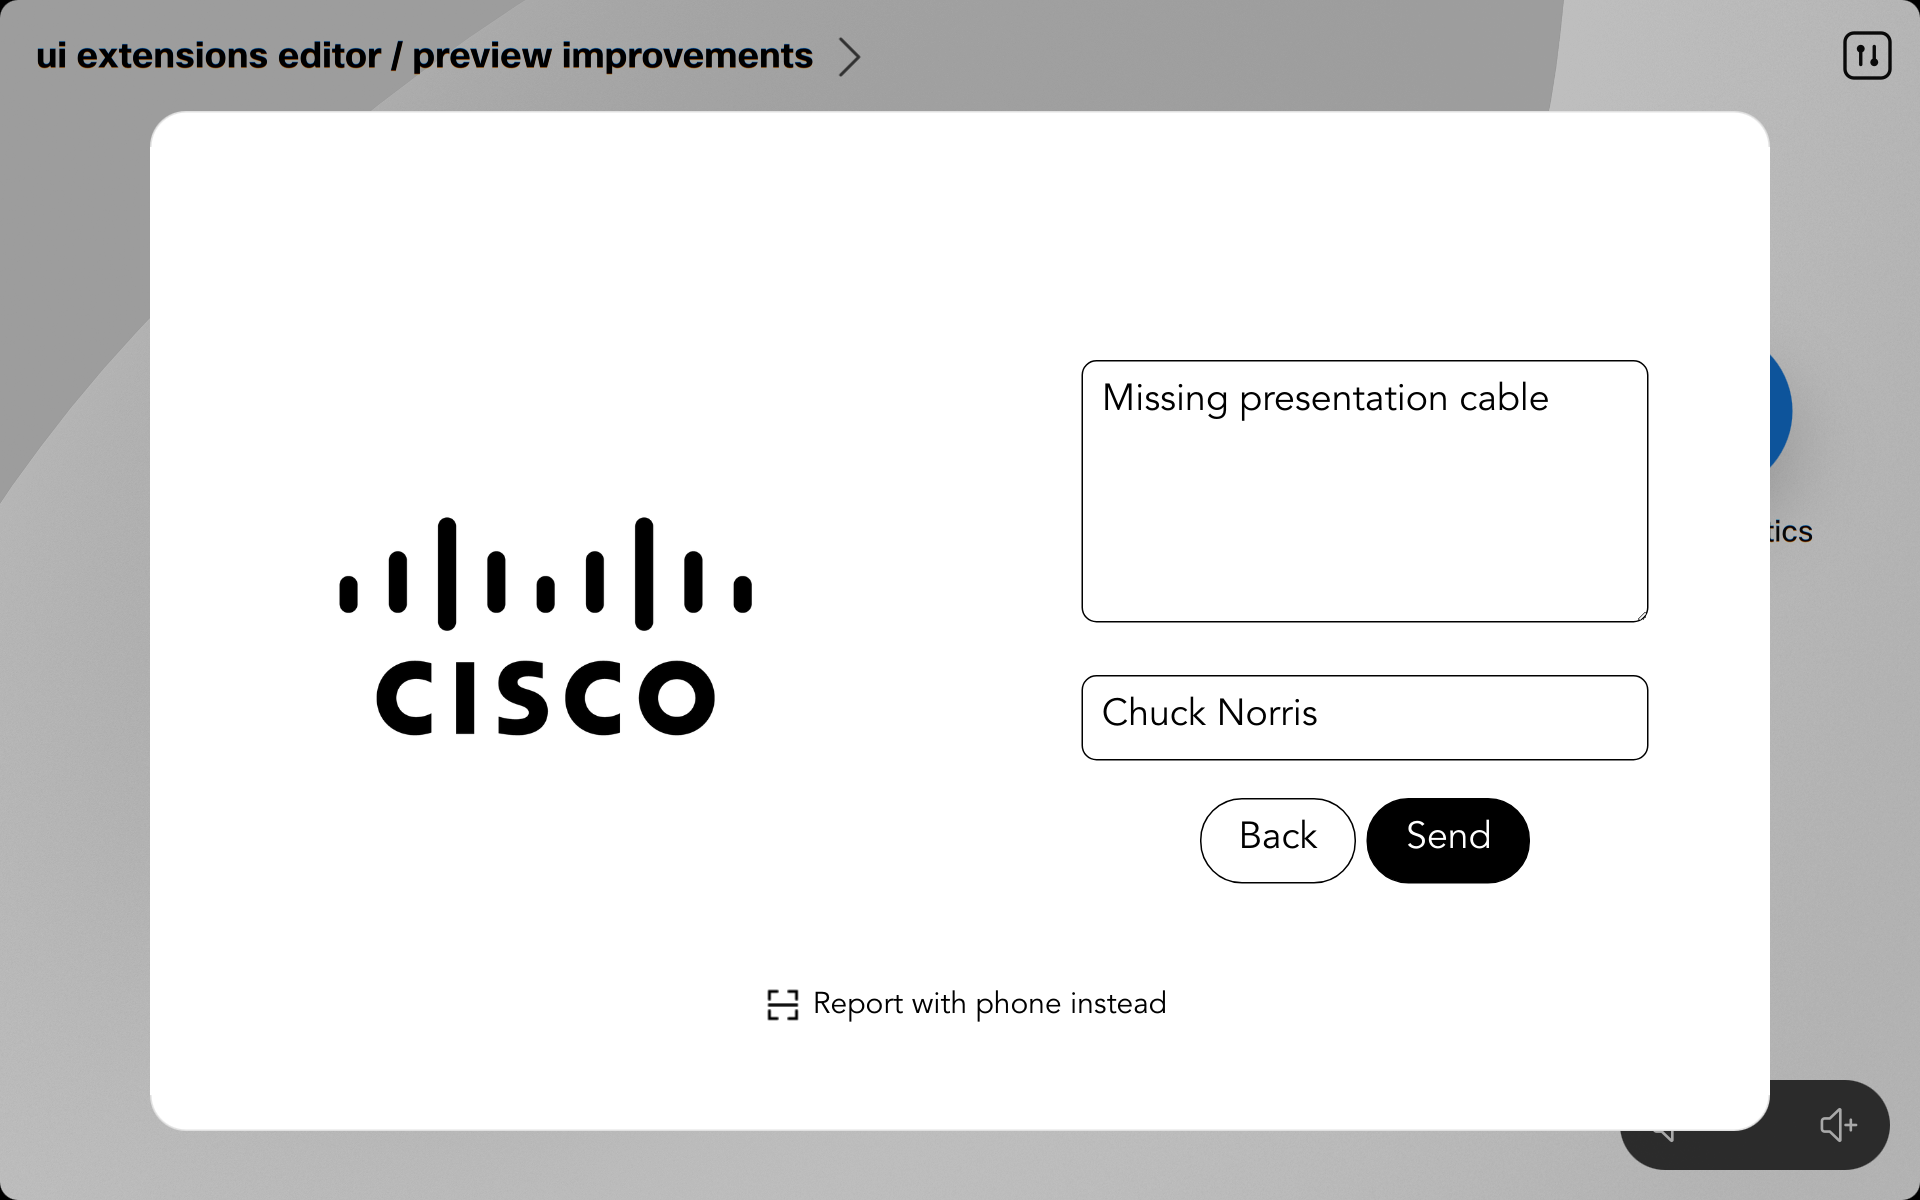 ui extensions editor / preview improvements
Missing presentation cable
tics
CISCO
Chuck Norris
Back
Send
Report with phone instead